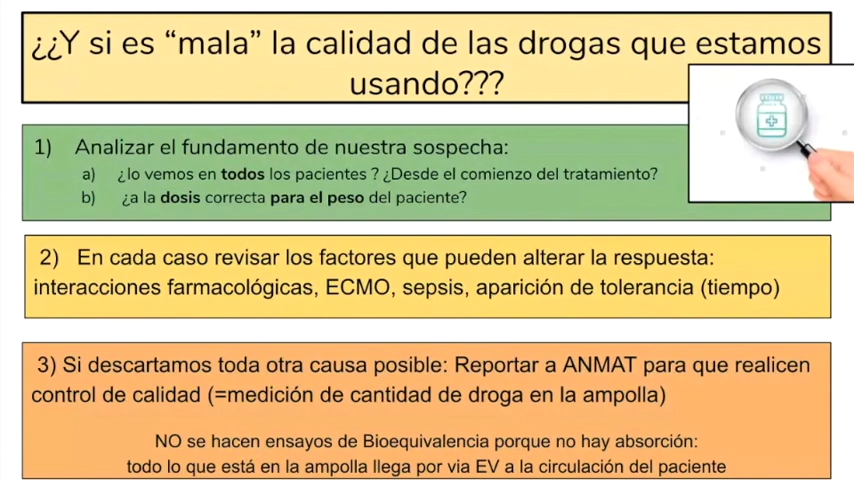 ¿¿Y si es “mala” la calidad de las drogas que estamos
usando???
1) Analizar el fundamento de nuestra sospecha:
a) ¿lo vemos en todos los pacientes ? ¿Desde el comienzo del tratamiento?
b) ¿a la dosis correcta para el peso del paciente?
2) En cada caso revisar los factores que pueden alterar la respuesta:
interacciones farmacológicas, ECMO, sepsis, aparición de tolerancia (tiempo)
3) Si descartamos toda otra causa posible: Reportar a ANMAT para que realicen
control de calidad (=medición de cantidad de droga en la ampolla)
NO se hacen ensayos de Bioequivalencia porque no hay absorción:
todo lo que está en la ampolla llega por via EV a la circulación del paciente